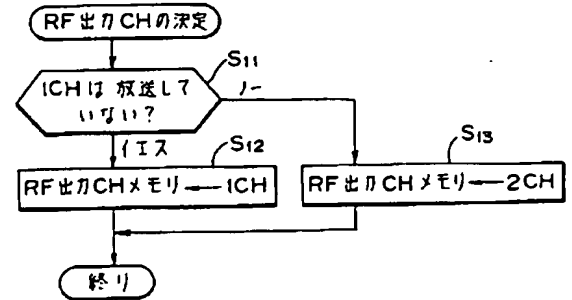 RF出力CHの決定
S11
1CHは放送して
いない？
ノー
イエス
S12
RF出力CHメモリ←1CH
S13
RF出力CHメモリ←2CH
終り